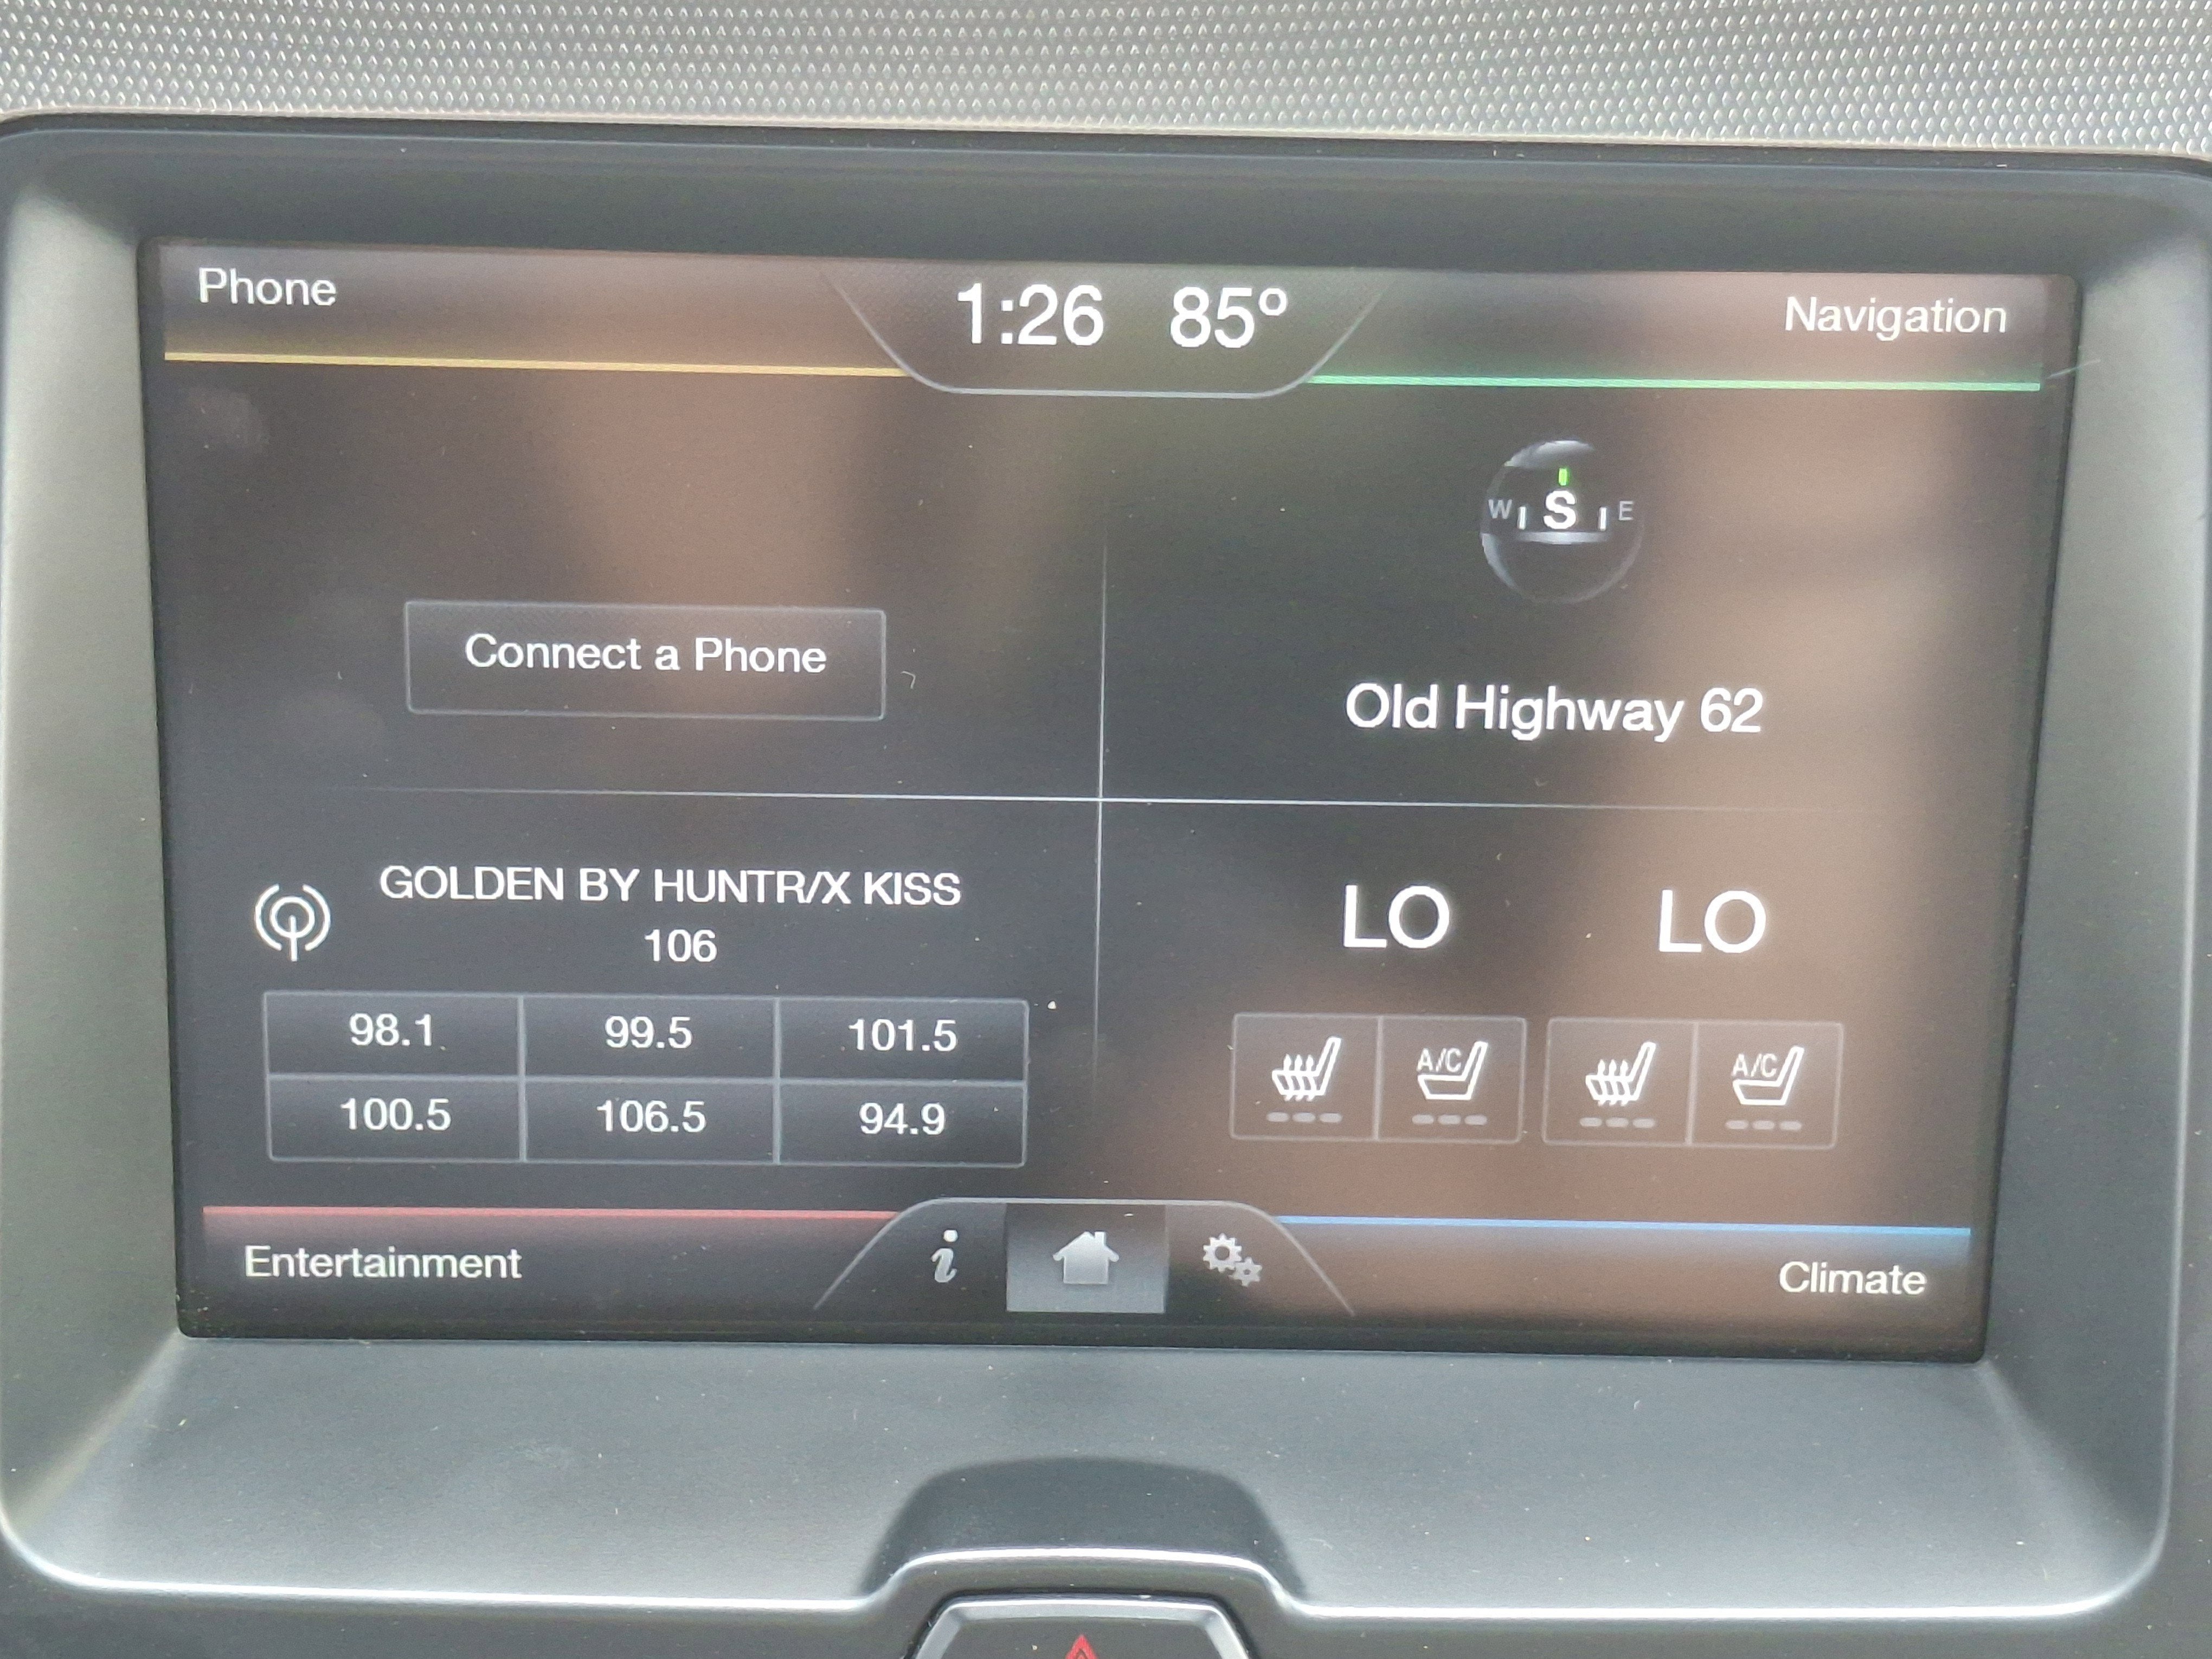 Phone
1:26 85°
Navigation
W S E
Connect a Phone
Old Highway 62
GOLDEN BY HUNTR/X KISS
106
98.1 99.5 101.5
100.5 106.5 94.9
LO LO
A/C A/C
Entertainment
i
Climate